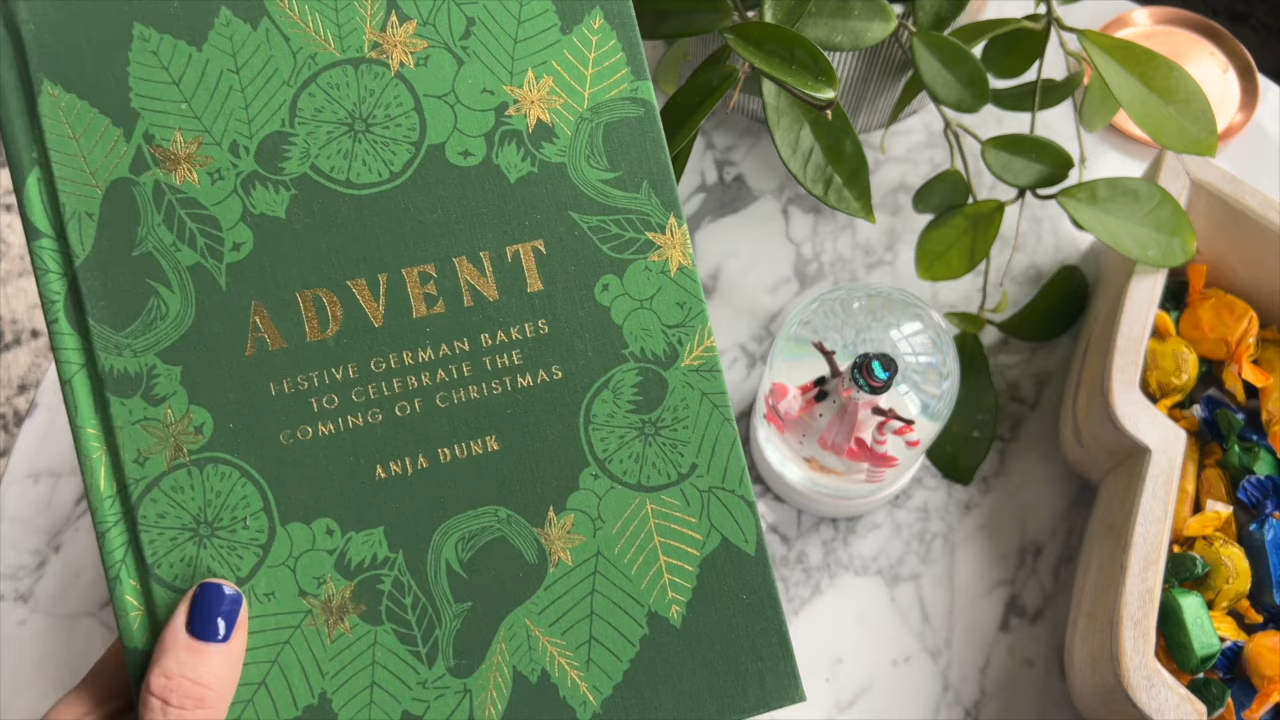 ADVENT
FESTIVE GERMAN BAKES
TO CELEBRATE THE
COMING OF CHRISTMAS
ANJA DUNK